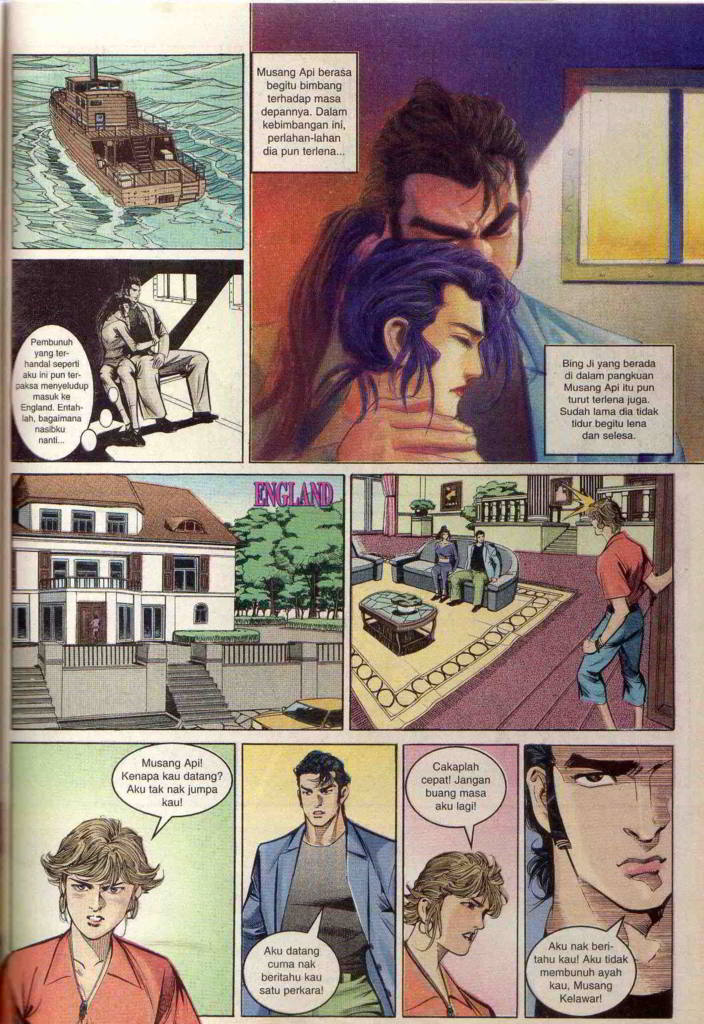 Musang Api berasa
begitu bimbang
terhadap masa
depannya. Dalam
kebimbangan ini,
perlahan-lahan
dia pun terlena...
Pembunuh
yang ter-
handal seperti
aku ini pun ter-
paksa menyeludup
masuk ke
England. Entah-
lah, bagaimana
nasibku
nanti...
Bing Ji yang berada
di dalam pangkuan
Musang Api itu pun
turut terlena juga.
Sudah lama dia tidak
tidur begitu lena
dan selesa.
ENGLAND
Musang Api!
Kenapa kau datang?
Aku tak nak jumpa
kau!
Aku datang
cuma nak
beritahu kau
satu perkara!
Cakaplah
cepat! Jangan
buang masa
aku lagi!
Aku nak beri-
tahu kau! Aku tidak
membunuh ayah
kau, Musang
Kelawar!